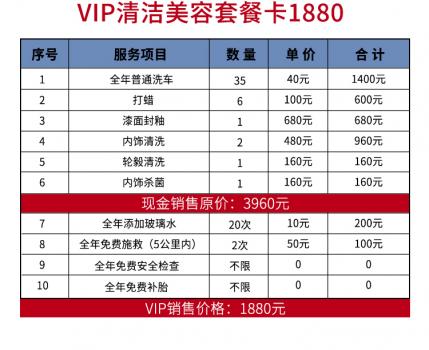 VIP清洁美容套餐卡1880
序号 服务项目 数量 单价 合计
1 全年普通洗车 35 40元 1400元
2 打蜡 6 100元 600元
3 漆面封釉 1 680元 680元
4 内饰清洗 2 480元 960元
5 轮毂清洗 1 160元 160元
6 内饰杀菌 1 160元 160元
现金销售原价：3960元
7 全年添加玻璃水 20次 10元 200元
8 全年免费施救（5公里内） 2次 50元 100元
9 全年免费安全检查 不限 0 0
10 全年免费补胎 不限 0 0
VIP销售价格：1880元